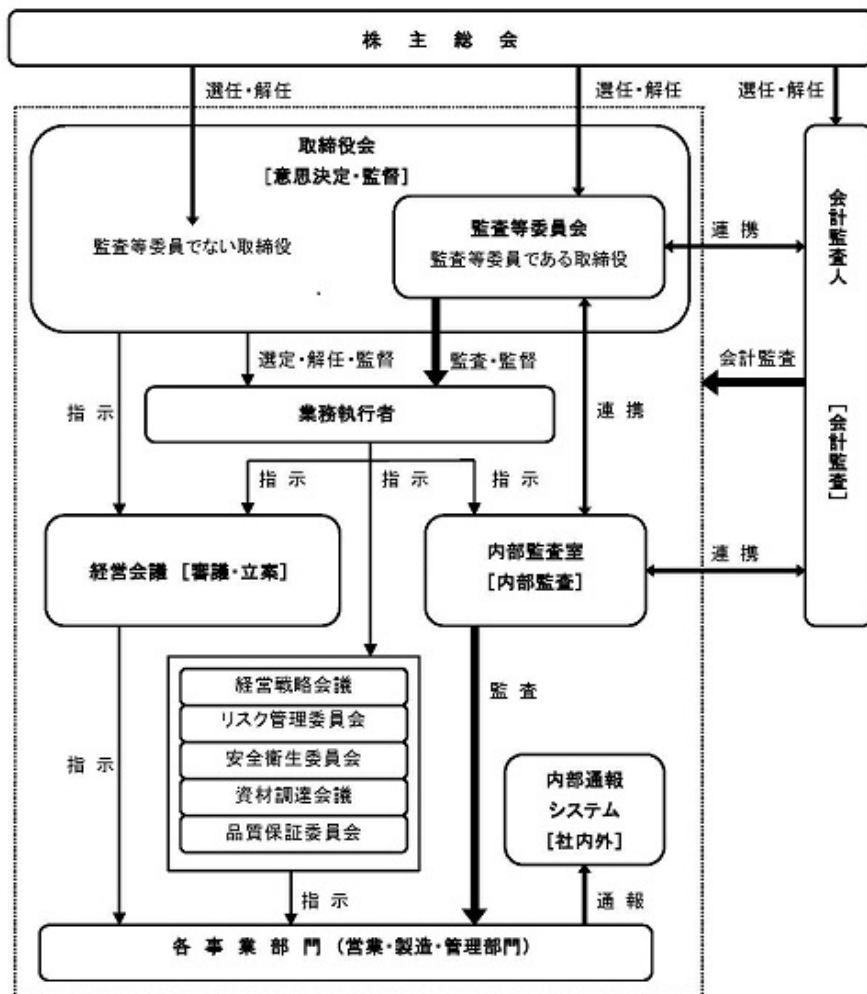 株 主 総 会
選任・解任
選任・解任
選任・解任
取締役会
[意思決定・監督]
監査等委員でない取締役
監査等委員会
監査等委員である取締役
連 携
会計監査人
[会計監査]
会計監査
選定・解任・監督
監査・監督
指 示
業務執行者
連 携
指 示
指 示
指 示
経営会議 [審議・立案]
内部監査室
[内部監査]
連 携
経営戦略会議
リスク管理委員会
安全衛生委員会
資材調達会議
品質保証委員会
監 査
指 示
内部通報
システム
[社内外]
指 示
通 報
各 事 業 部 門 (営業・製造・管理部門)